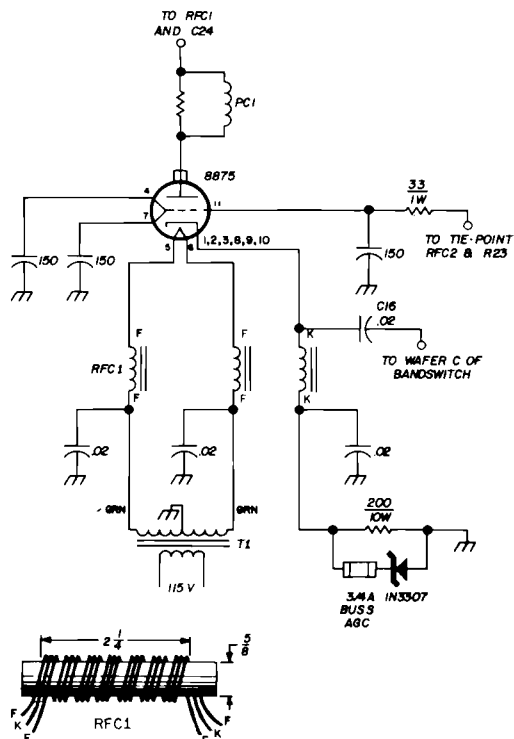 TO RFC1
AND C24
PC1
8875
4
7
11
33
1W
5
6
1,2,3,8,9,10
150
150
150
TO TIE-POINT
RFC2 & R23
C16
.02
TO WAFER C OF
BANDSWITCH
F
F
K
RFC1
F
F
K
.02
.02
.02
GRN
GRN
T1
115 V
200
10W
3/4A
BUSS
AGC
1N3307
2 1/4
5/8
F
K
F
F
K
F
RFC1